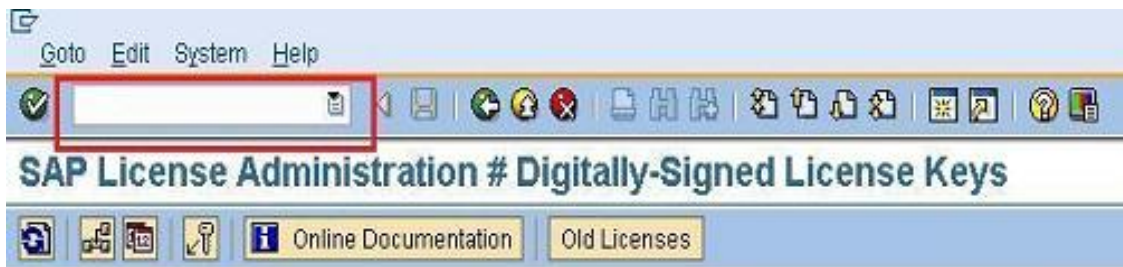 Goto Edit System Help
SAP License Administration # Digitally-Signed License Keys
Online Documentation Old Licenses